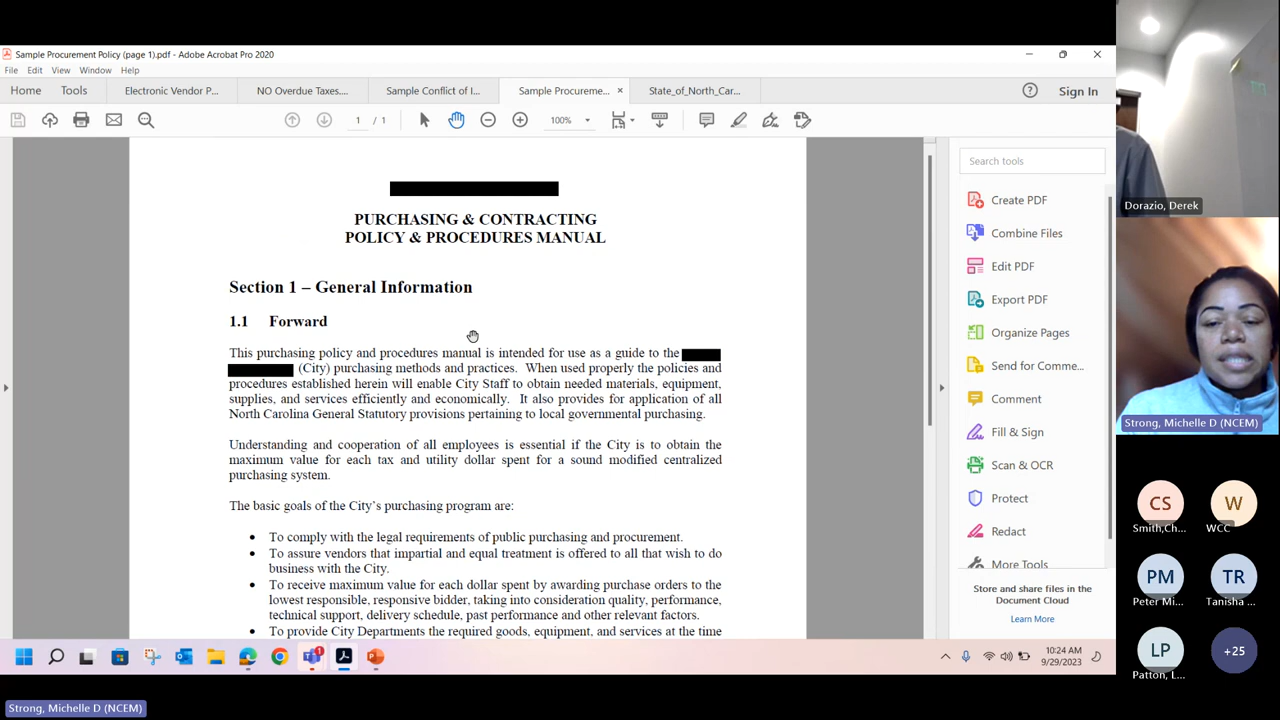 Sample Procurement Policy (page 1).pdf - Adobe Acrobat Pro 2020
File Edit View Window Help
Home Tools Electronic Vendor P... NO Overdue Taxes.... Sample Conflict of I... Sample Procureme... × State_of_North_Car... Sign In
1 / 1 100%
PURCHASING & CONTRACTING
POLICY & PROCEDURES MANUAL
Section 1 – General Information
1.1 Forward
This purchasing policy and procedures manual is intended for use as a guide to the
(City) purchasing methods and practices. When used properly the policies and
procedures established herein will enable City Staff to obtain needed materials, equipment,
supplies, and services efficiently and economically. It also provides for application of all
North Carolina General Statutory provisions pertaining to local governmental purchasing.
Understanding and cooperation of all employees is essential if the City is to obtain the
maximum value for each tax and utility dollar spent for a sound modified centralized
purchasing system.
The basic goals of the City's purchasing program are:
• To comply with the legal requirements of public purchasing and procurement.
• To assure vendors that impartial and equal treatment is offered to all that wish to do
business with the City.
• To receive maximum value for each dollar spent by awarding purchase orders to the
lowest responsible, responsive bidder, taking into consideration quality, performance,
technical support, delivery schedule, past performance and other relevant factors.
• To provide City Departments the required goods, equipment, and services at the time
Search tools
Create PDF
Combine Files
Edit PDF
Export PDF
Organize Pages
Send for Comme...
Comment
Fill & Sign
Scan & OCR
Protect
Redact
More Tools
Store and share files in the
Document Cloud
Learn More
10:24 AM
9/29/2023
Dorazio, Derek
Strong, Michelle D (NCEM)
CS
Smith,Ch...
W
WCC
PM
Peter Mi...
TR
Tanisha ...
LP
Patton, L...
+25
Strong, Michelle D (NCEM)